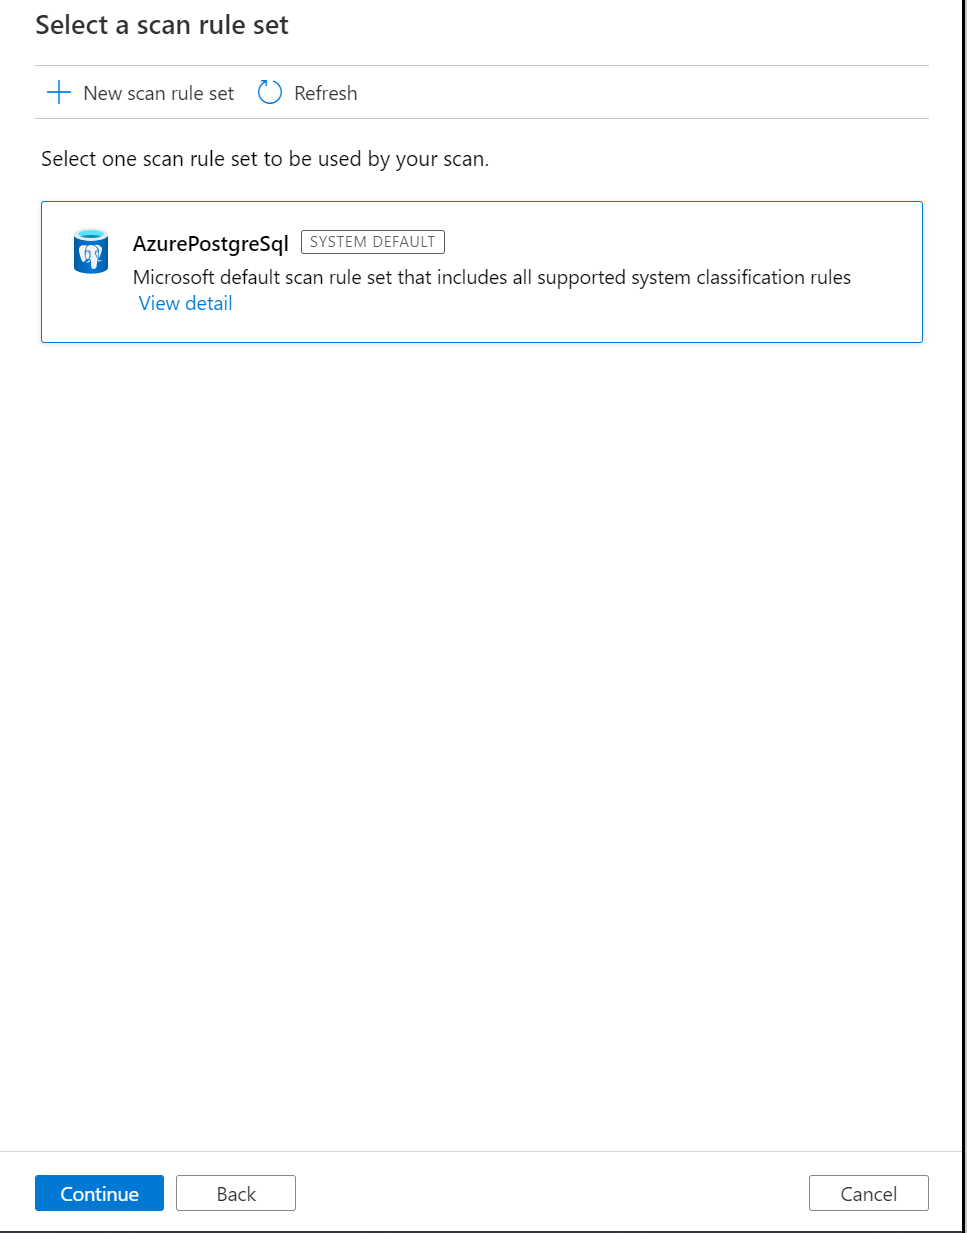 Select a scan rule set
New scan rule set Refresh
Select one scan rule set to be used by your scan.
AzurePostgreSql SYSTEM DEFAULT
Microsoft default scan rule set that includes all supported system classification rules
View detail
Continue Back Cancel